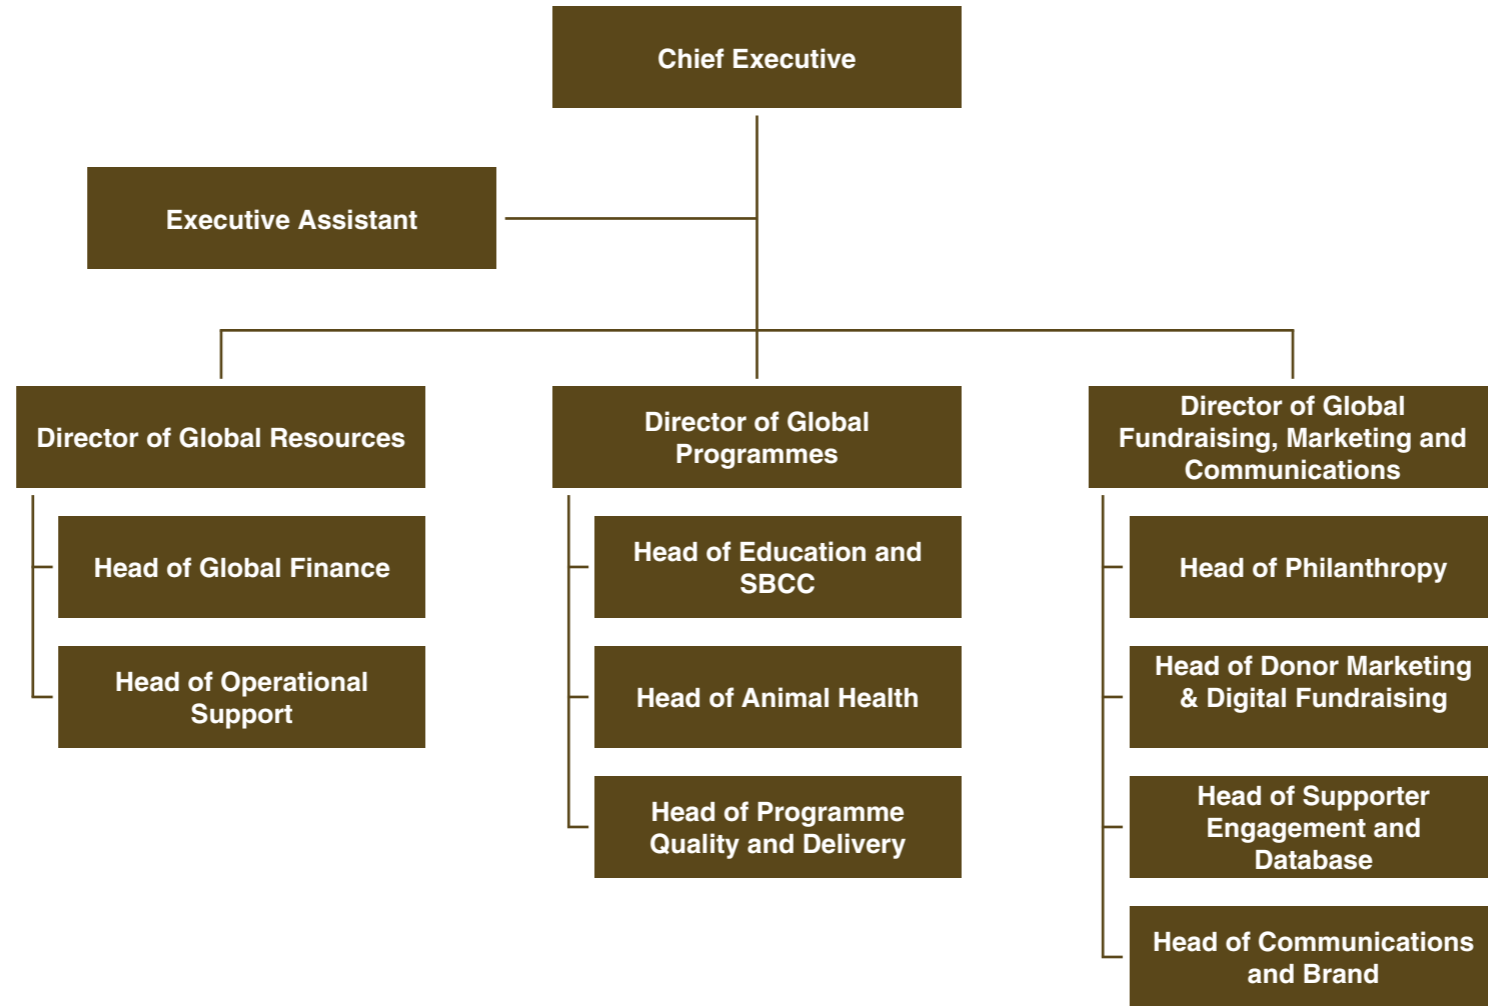 Chief Executive
Executive Assistant
Director of Global Resources
Head of Global Finance
Head of Operational
Support
Director of Global
Programmes
Head of Education and
SBCC
Head of Animal Health
Head of Programme
Quality and Delivery
Director of Global
Fundraising, Marketing and
Communications
Head of Philanthropy
Head of Donor Marketing
& Digital Fundraising
Head of Supporter
Engagement and
Database
Head of Communications
and Brand